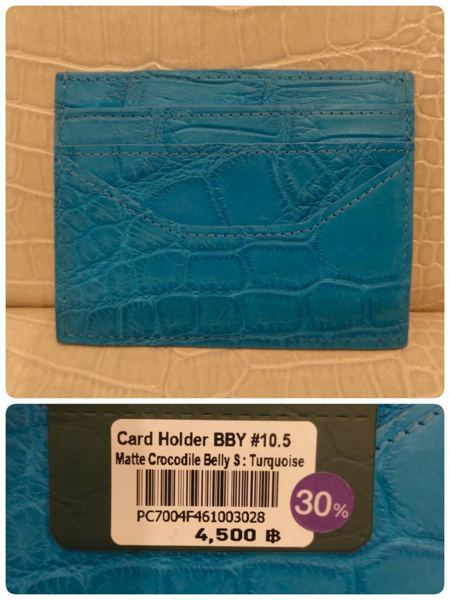 Card Holder BBY #10.5
Matte Crocodile Belly S : Turquoise
PC7004F461003028
30%
4,500 ฿